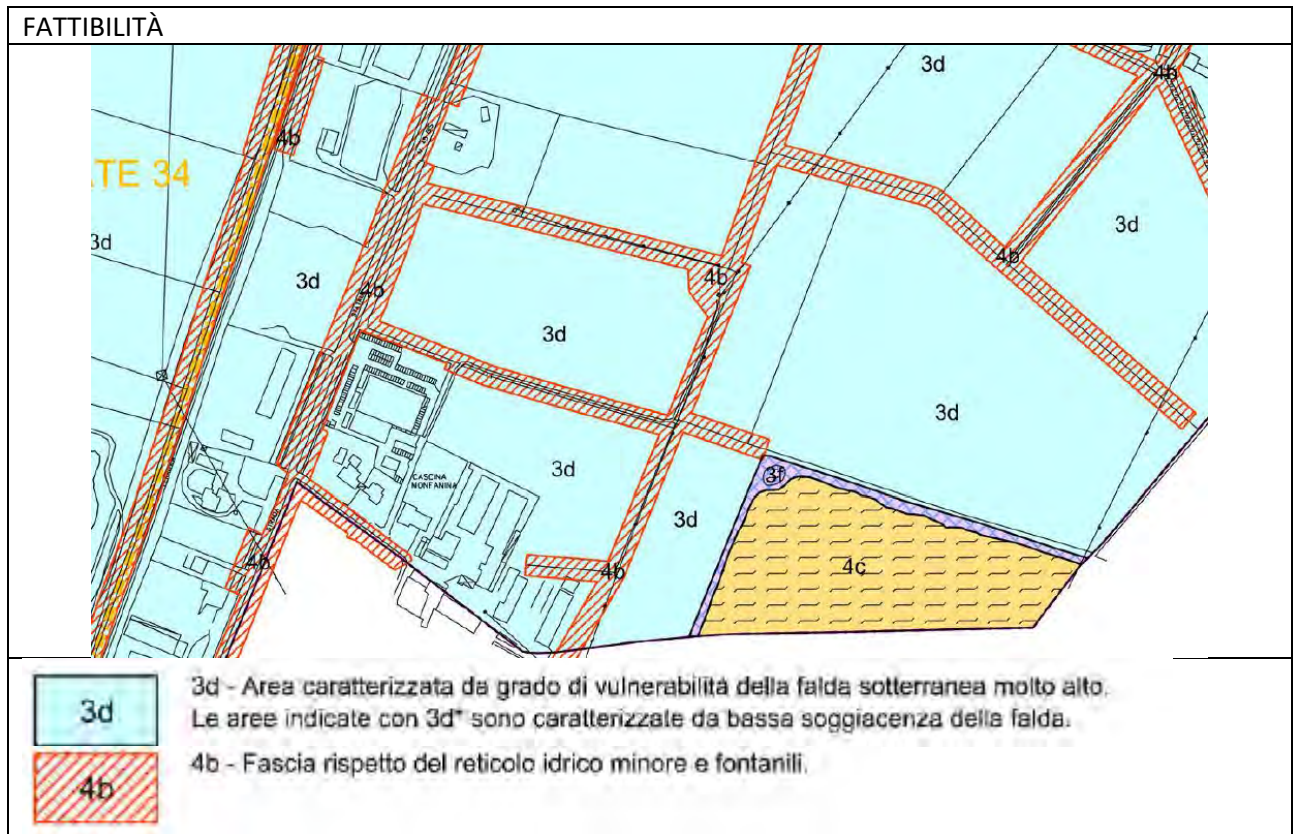 FATTIBILITÀ
3d
4b
4b
TE 34
3d
3d
4b
4b
3d
3d
4b
4b
3d
3d
CASCINA
MONFANINA
3d
3f
3d
4b
4b
4c
3d
3d - Area caratterizzata da grado di vulnerabilità della falda sotterranea molto alto.
Le aree indicate con 3d* sono caratterizzate da bassa soggiacenza della falda.
4b
4b - Fascia rispetto del reticolo idrico minore e fontanili.